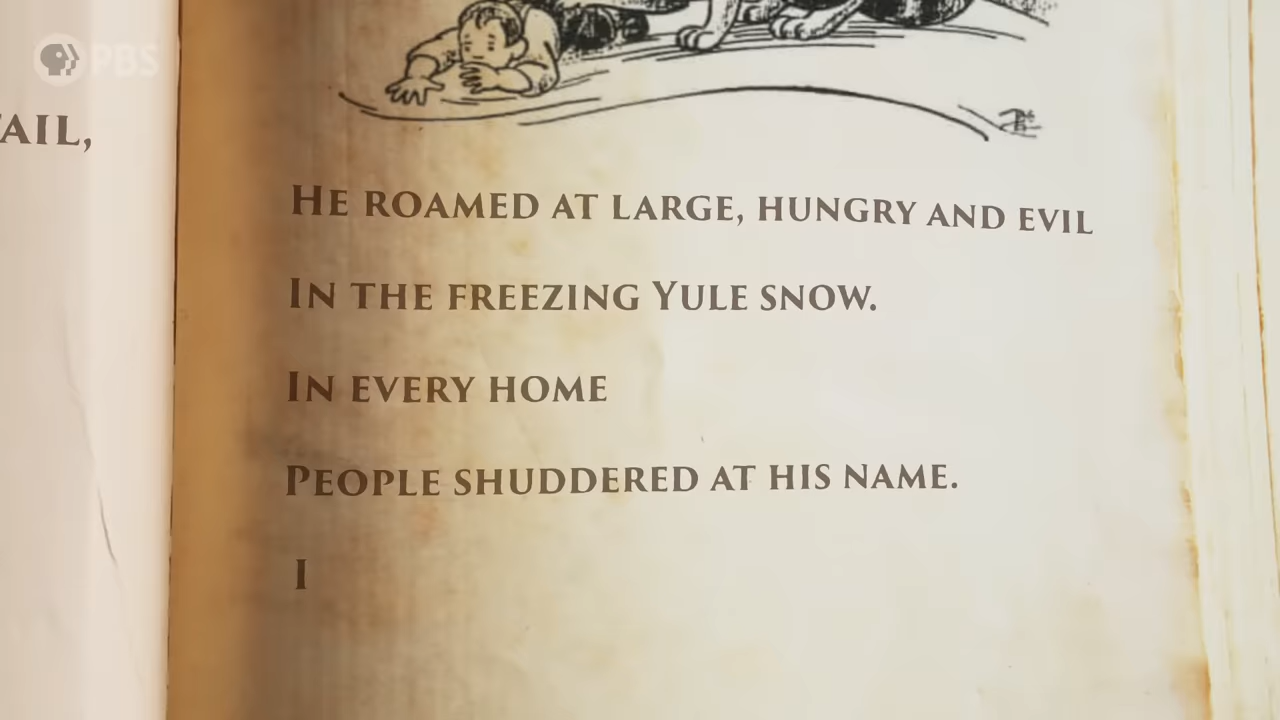 PBS
AIL,
HE ROAMED AT LARGE, HUNGRY AND EVIL
IN THE FREEZING YULE SNOW.
IN EVERY HOME
PEOPLE SHUDDERED AT HIS NAME.
I